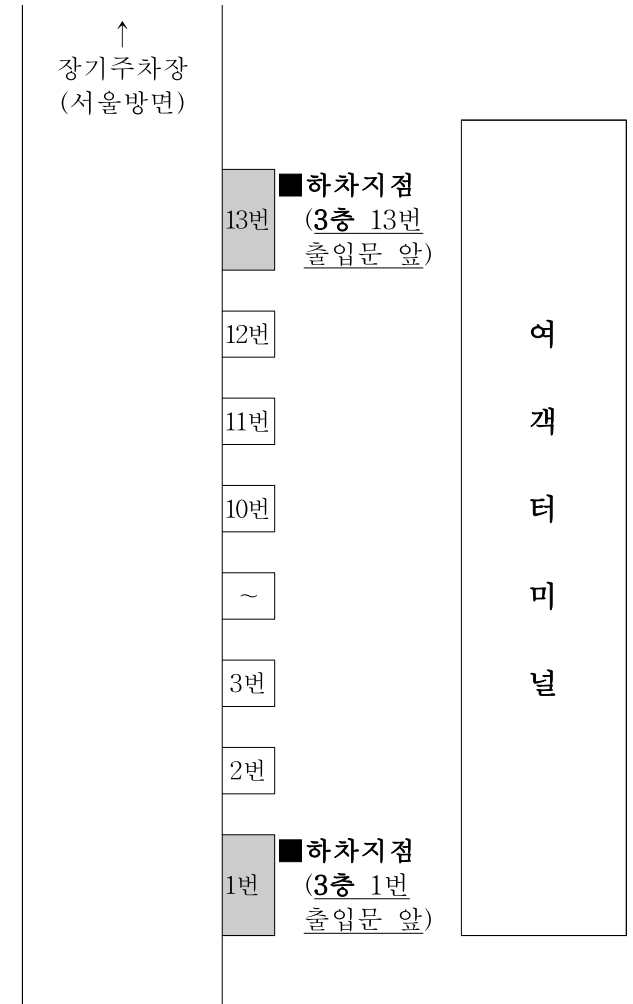 ↑
장기주차장
(서울방면)
13번
■하차지점
(3층 13번
출입문 앞)
12번
11번
10번
~
3번
2번
1번
■하차지점
(3층 1번
출입문 앞)
여
객
터
미
널